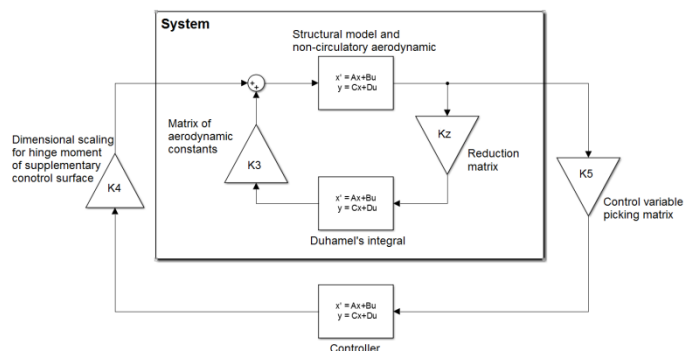 System
Structural model and
non-circulatory aerodynamic
x' = Ax+Bu
y = Cx+Du
+
+
Matrix of
aerodynamic
constants
K3
Kz
Reduction
matrix
x' = Ax+Bu
y = Cx+Du
Duhamel's integral
Dimensional scaling
for hinge moment
of supplementary
conotrol surface
K4
K5
Control variable
picking matrix
x' = Ax+Bu
y = Cx+Du
Controller